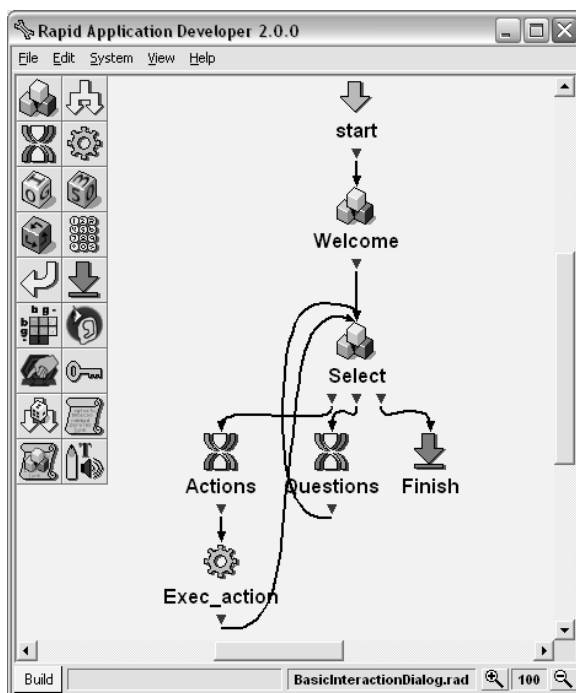 Rapid Application Developer 2.0.0
File Edit System View Help
start
Welcome
Select
Actions Questions Finish
Exec_action
Build BasicInteractionDialog.rad 100